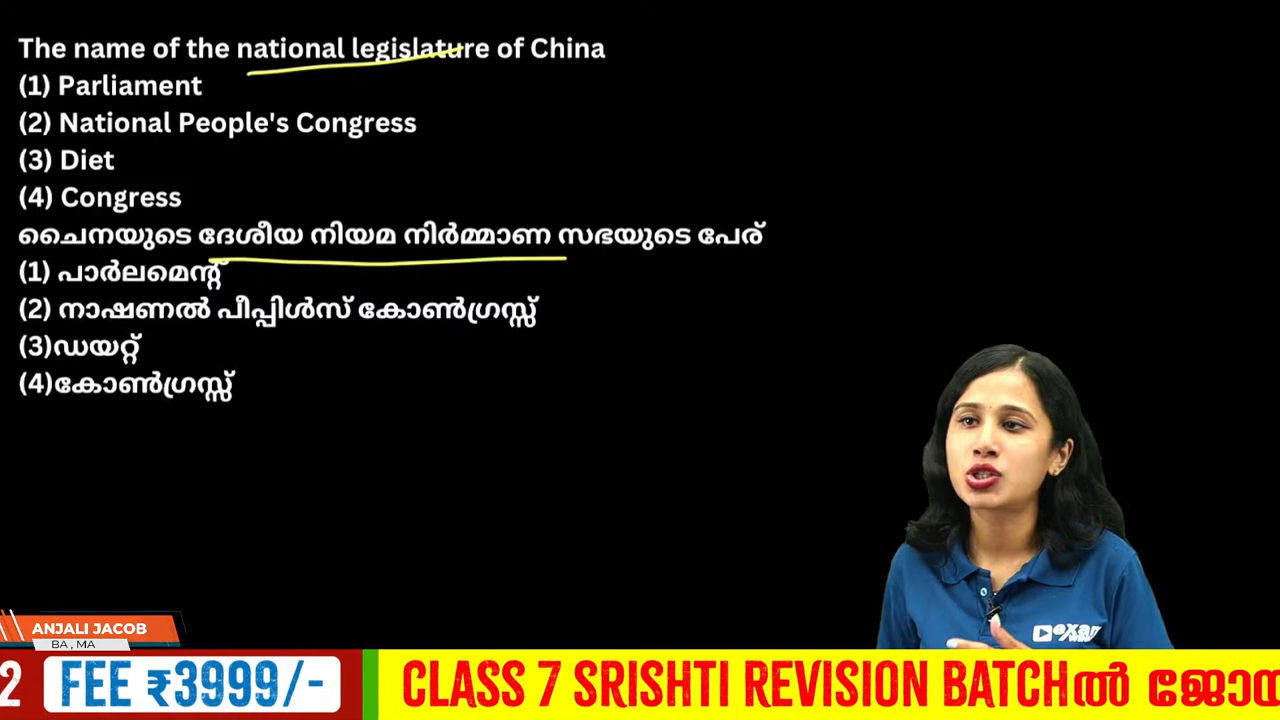 The name of the national legislature of China
(1) Parliament
(2) National People's Congress
(3) Diet
(4) Congress
ചൈനയുടെ ദേശീയ നിയമ നിർമ്മാണ സഭയുടെ പേര്
(1) പാർലമെന്റ്
(2) നാഷണൽ പീപ്പിൾസ് കോൺഗ്രസ്സ്
(3)ഡയറ്റ്
(4)കോൺഗ്രസ്സ്
exam
ANJALI JACOB
BA , MA
2 FEE ₹3999/- CLASS 7 SRISHTI REVISION BATCHൽ